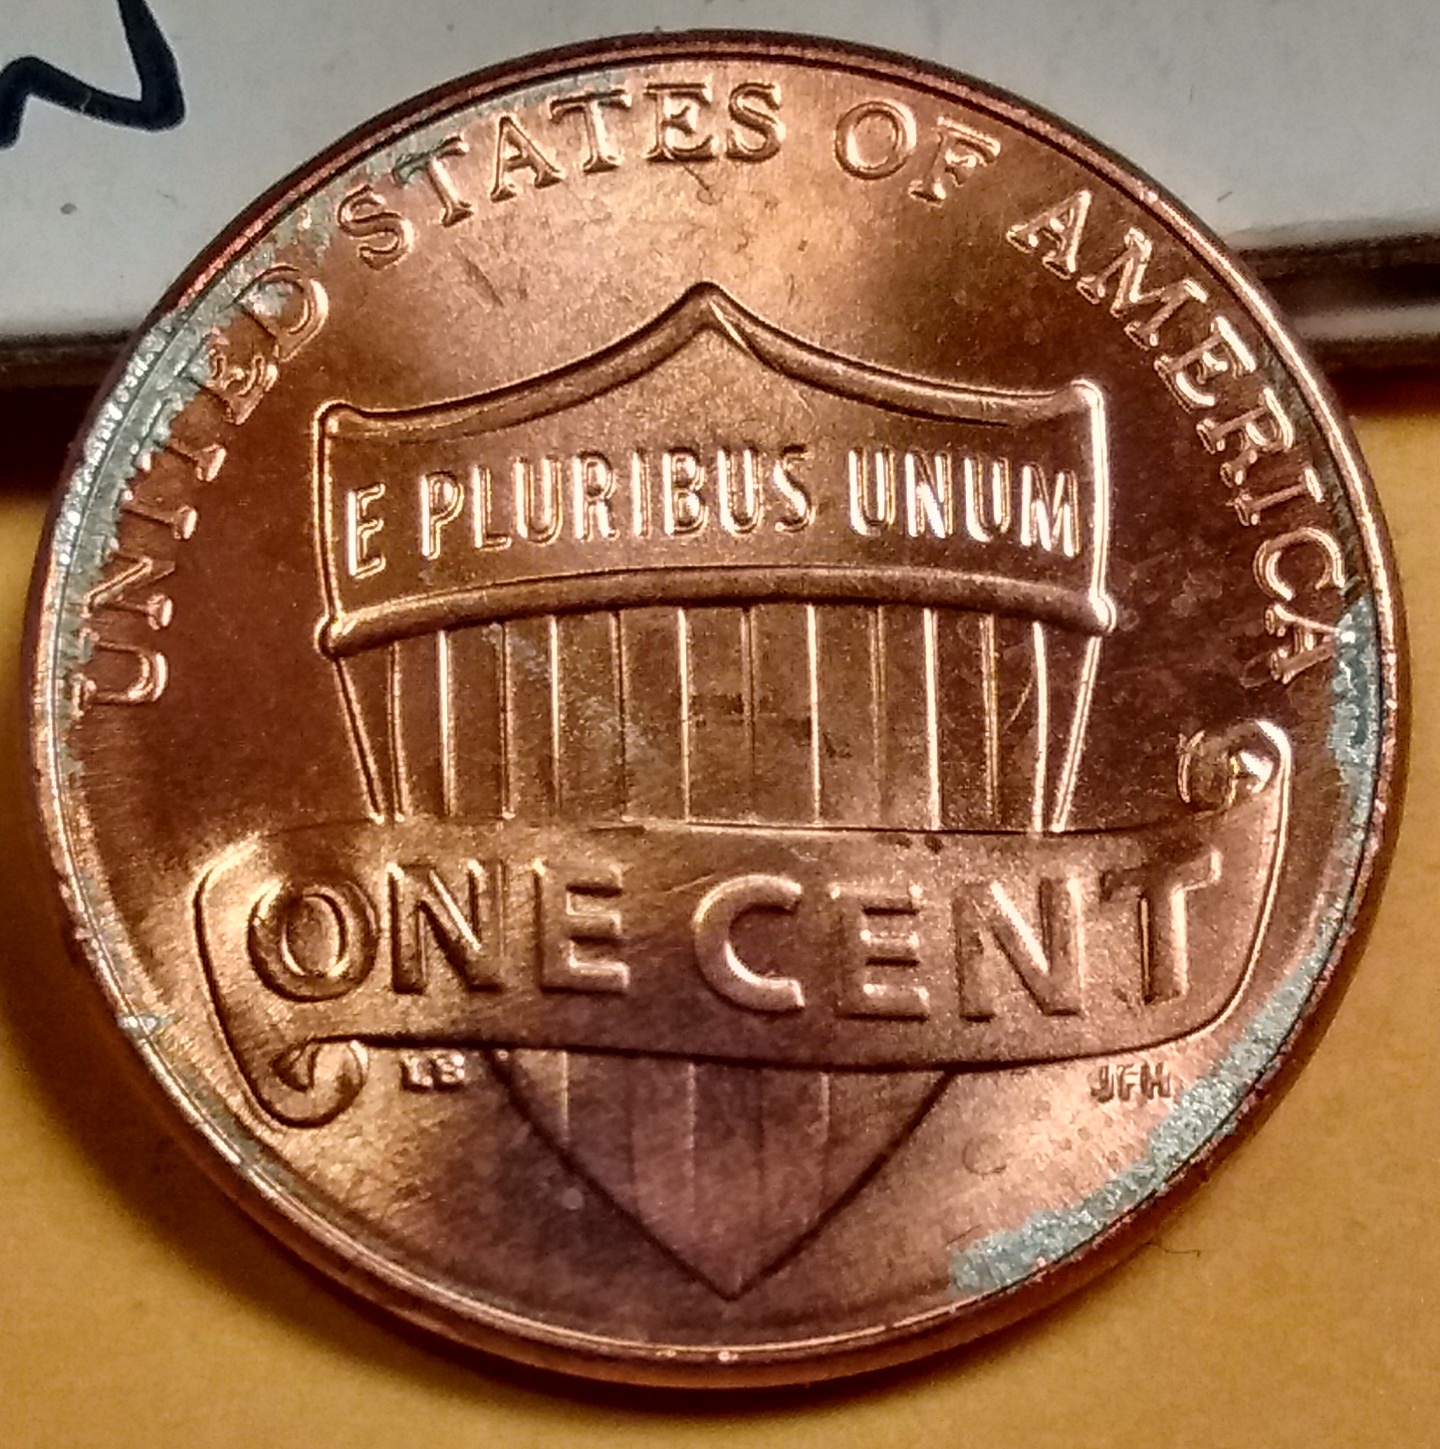 UNITED STATES OF AMERICA
E PLURIBUS UNUM
ONE CENT
LB JFH